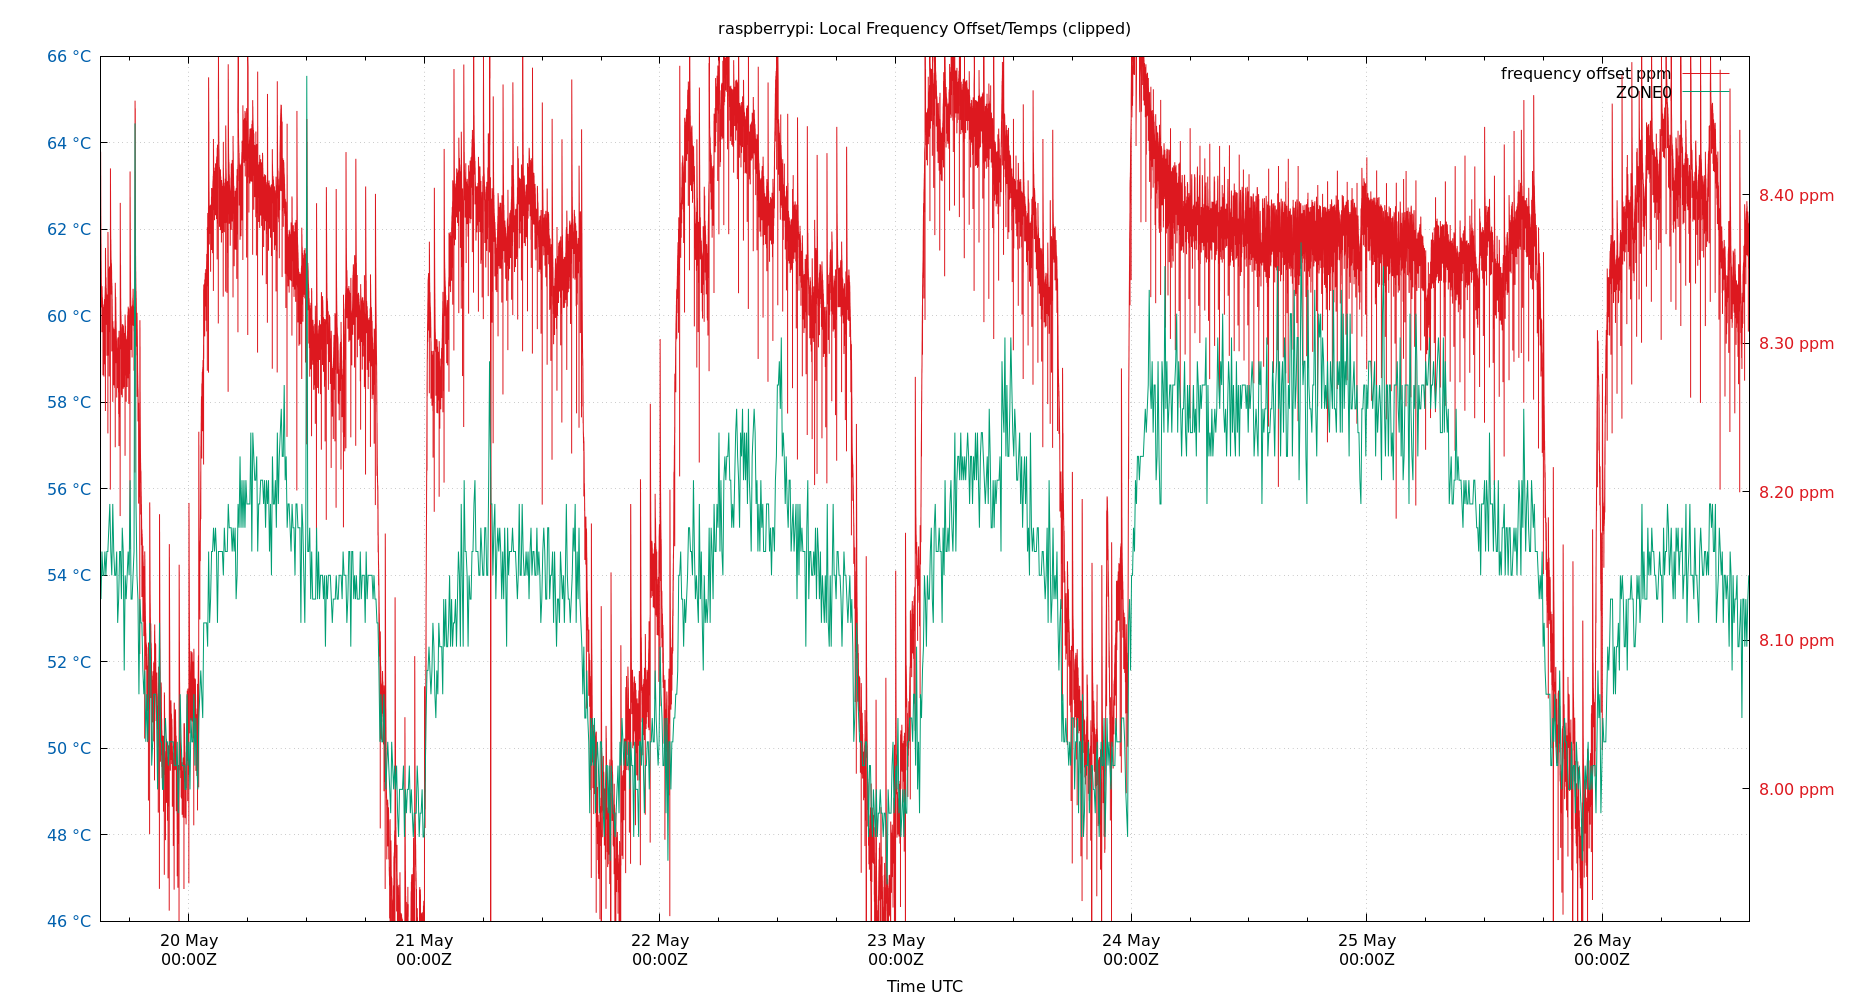 raspberrypi: Local Frequency Offset/Temps (clipped)
66 °C
64 °C
62 °C
60 °C
58 °C
56 °C
54 °C
52 °C
50 °C
48 °C
46 °C
frequency offset ppm
ZONE0
8.40 ppm
8.30 ppm
8.20 ppm
8.10 ppm
8.00 ppm
20 May
00:00Z
21 May
00:00Z
22 May
00:00Z
23 May
00:00Z
24 May
00:00Z
25 May
00:00Z
26 May
00:00Z
Time UTC